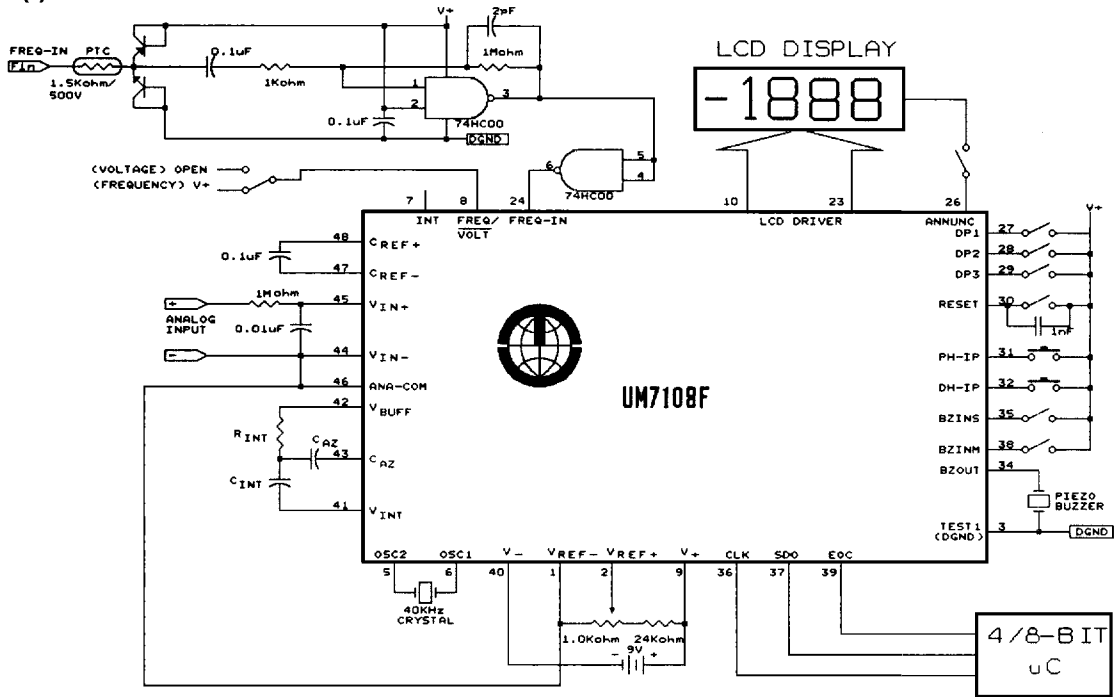 V+
2pF
FREQ-IN
PTC
0.1uF
1Mohm
Fin
1.5Kohm/
500V
1Kohm
1
2
3
0.1uF
74HC00
DGND
LCD DISPLAY
-1888
(VOLTAGE) OPEN
(FREQUENCY) V+
6
5
4
74HC00
7
8
24
10
23
26
INT
FREQ/
VOLT
FREQ-IN
LCD DRIVER
ANNUNC
V+
48
CREF+
0.1uF
47
CREF-
1Mohm
45
VIN+
+
ANALOG
INPUT
0.01uF
-
44
VIN-
46
ANA-COM
42
VBUFF
RINT
CAZ
43
CAZ
CINT
41
VINT
UM7108F
DP1
27
DP2
28
DP3
29
RESET
30
1nF
PH-IP
31
DH-IP
32
BZINS
35
BZINM
38
BZOUT
34
PIEZO
BUZZER
TEST1
(DGND)
3
DGND
OSC2
OSC1
V-
VREF-
VREF+
V+
CLK
SDO
EOC
5
6
40
1
2
9
36
37
39
40KHz
CRYSTAL
1.0Kohm
24Kohm
- 9V +
4/8-BIT
uC